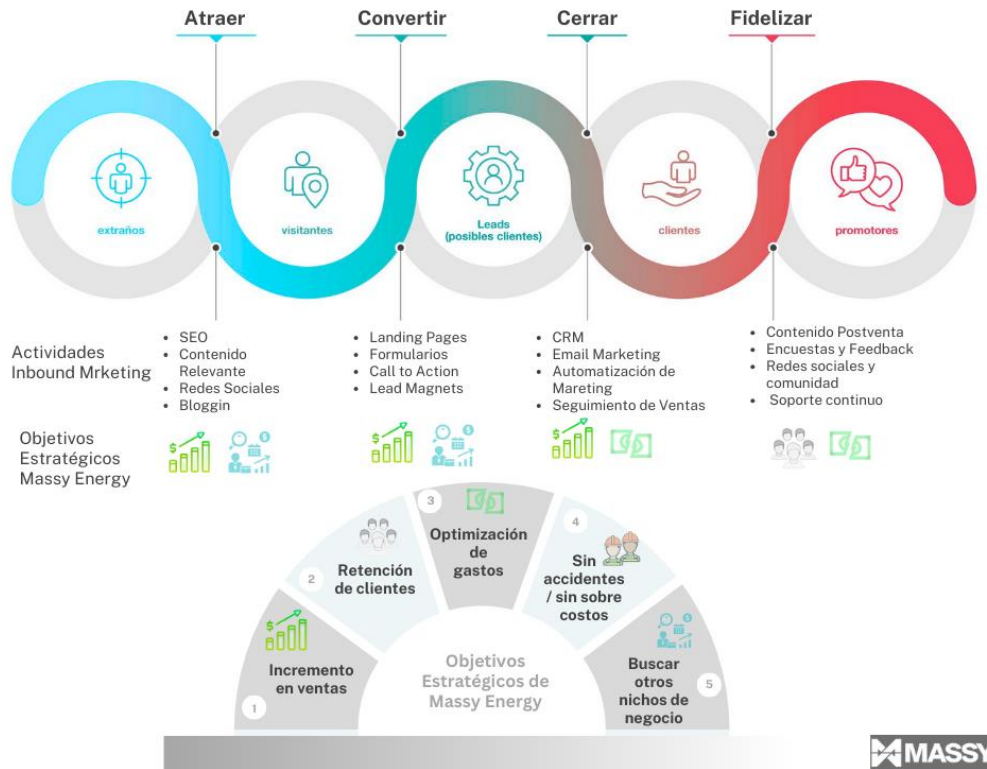 Atraer
Convertir
Cerrar
Fidelizar
extraños
visitantes
Leads
(posibles clientes)
clientes
promotores
Actividades
Inbound Mrketing
• SEO
• Contenido
Relevante
• Redes Sociales
• Bloggin
• Landing Pages
• Formularios
• Call to Action
• Lead Magnets
• CRM
• Email Marketing
• Automatización de
Mareting
• Seguimiento de Ventas
• Contenido Postventa
• Encuestas y Feedback
• Redes sociales y
comunidad
• Soporte continuo
Objetivos
Estratégicos
Massy Energy
1
Incremento
en ventas
2
Retención
de clientes
3
Optimización
de
gastos
4
Sin
accidentes
/ sin sobre
costos
5
Buscar
otros
nichos de
negocio
Objetivos
Estratégicos de
Massy Energy
MASSY